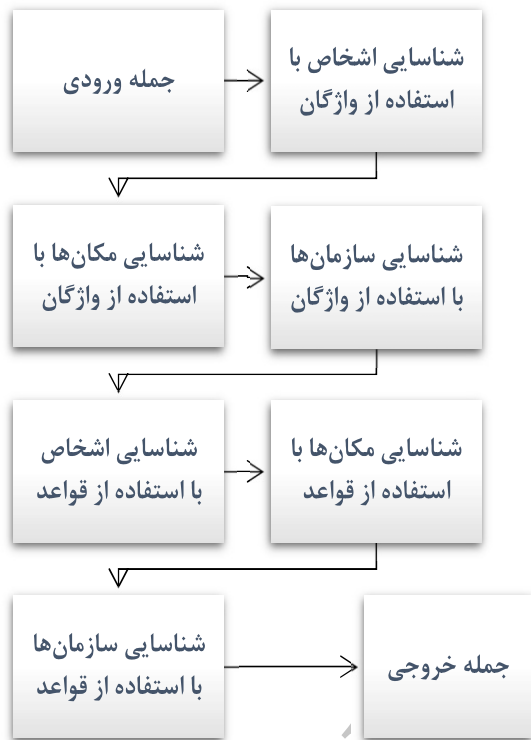 جمله ورودی
شناسایی اشخاص با
استفاده از واژگان
شناسایی مکان‌ها با
استفاده از واژگان
شناسایی سازمان‌ها
با استفاده از واژگان
شناسایی اشخاص
با استفاده از قواعد
شناسایی مکان‌ها با
استفاده از قواعد
شناسایی سازمان‌ها
با استفاده از قواعد
جمله خروجی